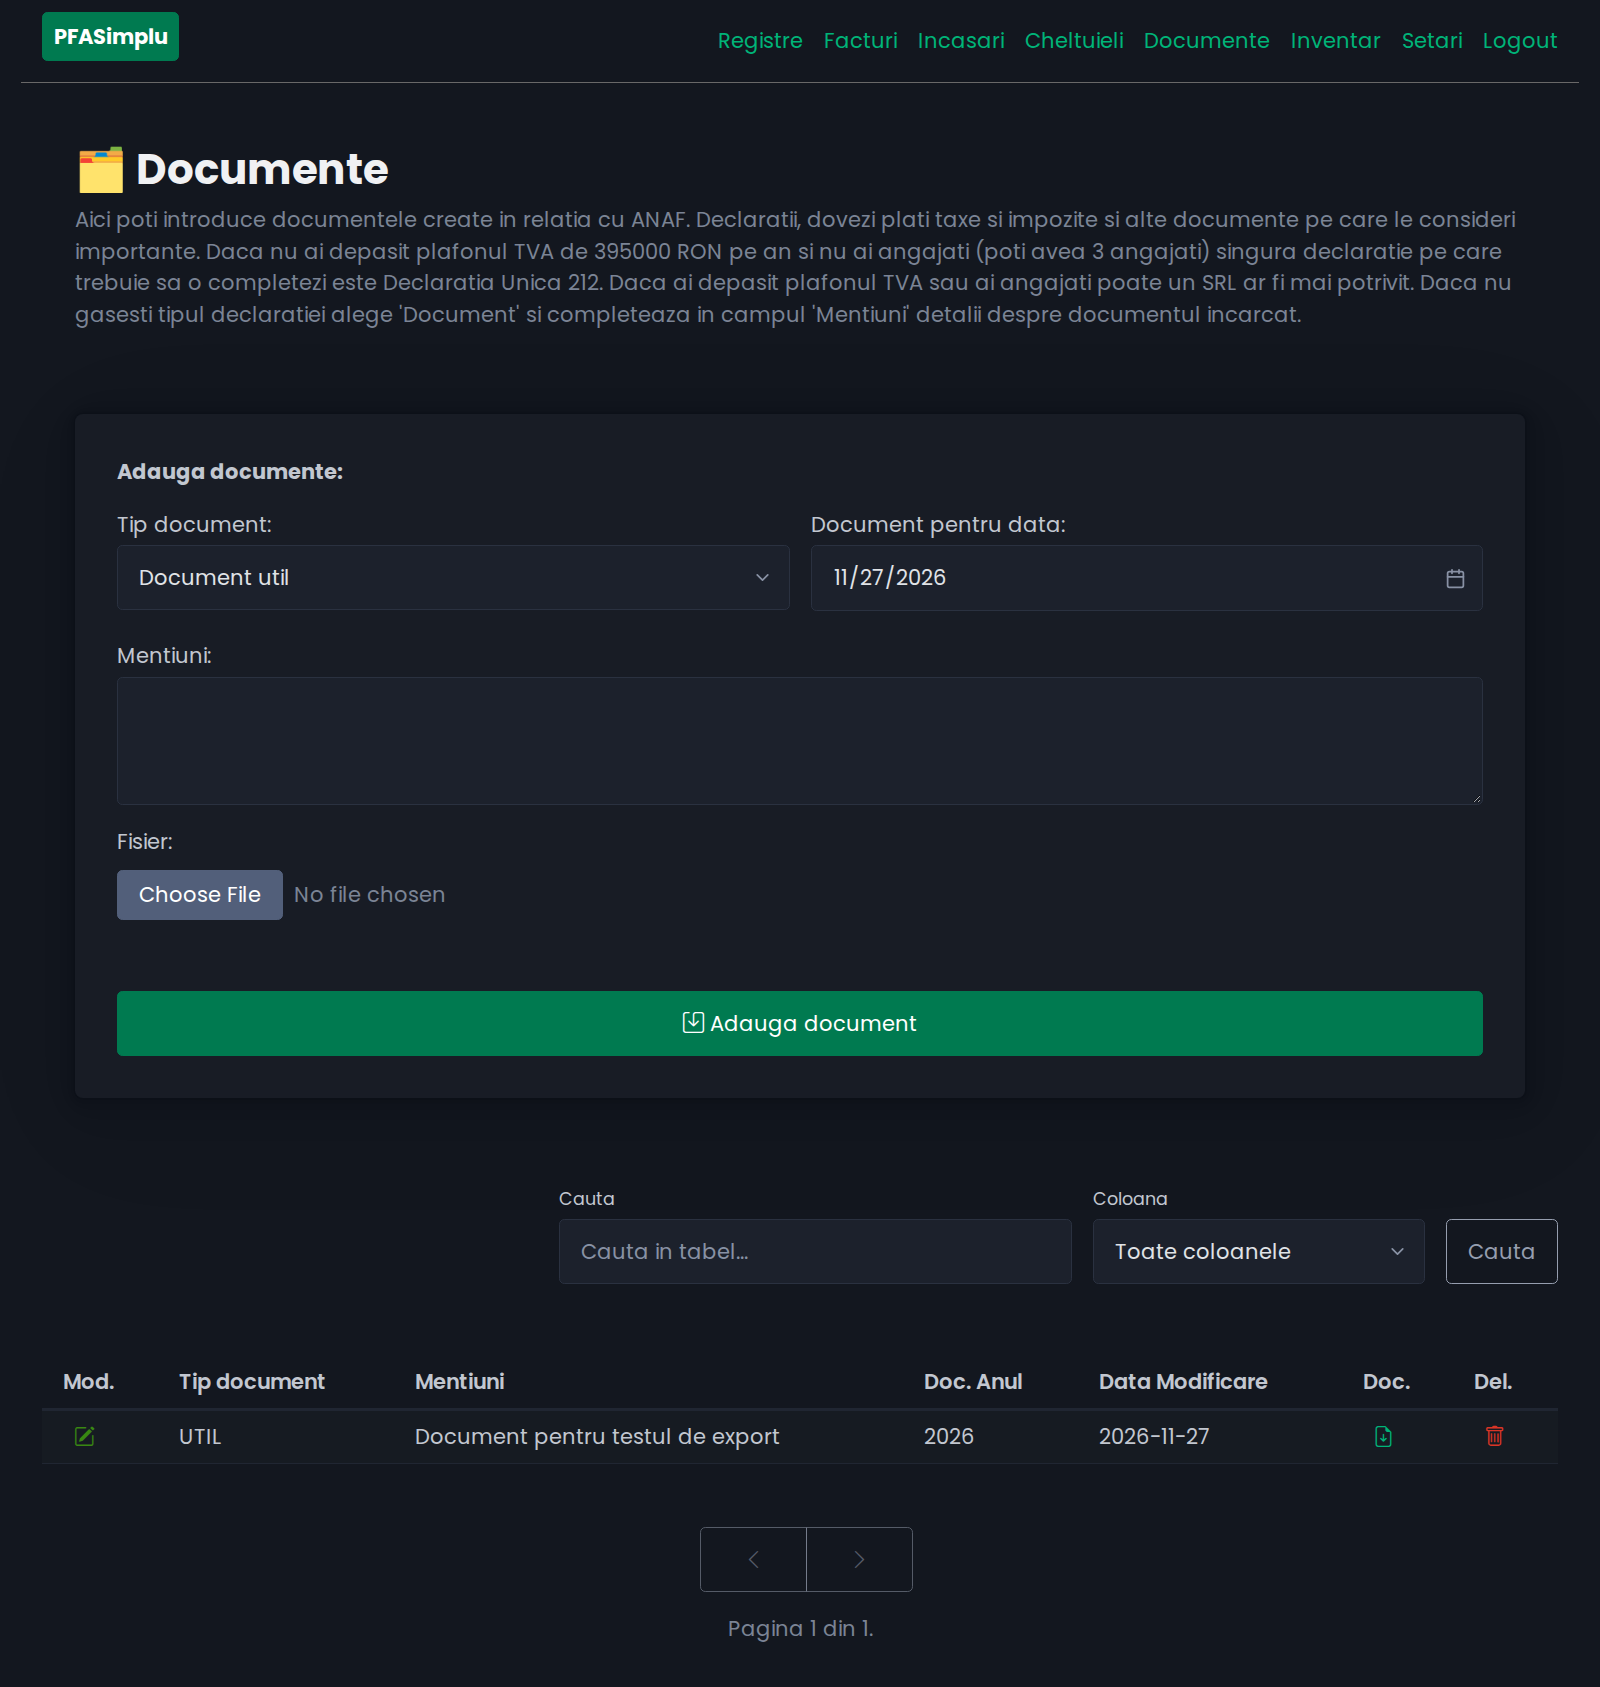 PFASimplu
Registre Facturi Incasari Cheltuieli Documente Inventar Setari Logout
Documente
Aici poti introduce documentele create in relatia cu ANAF. Declaratii, dovezi plati taxe si impozite si alte documente pe care le consideri
importante. Daca nu ai depasit plafonul TVA de 395000 RON pe an si nu ai angajati (poti avea 3 angajati) singura declaratie pe care
trebuie sa o completezi este Declaratia Unica 212. Daca ai depasit plafonul TVA sau ai angajati poate un SRL ar fi mai potrivit. Daca nu
gasesti tipul declaratiei alege 'Document' si completeaza in campul 'Mentiuni' detalii despre documentul incarcat.
Adauga documente:
Tip document: Document pentru data:
Document util 11/27/2026
Mentiuni:
Fisier:
Choose File No file chosen
Adauga document
Cauta Coloana
Cauta in tabel... Toate coloanele Cauta
Mod. Tip document Mentiuni Doc. Anul Data Modificare Doc. Del.
UTIL Document pentru testul de export 2026 2026-11-27
Pagina 1 din 1.